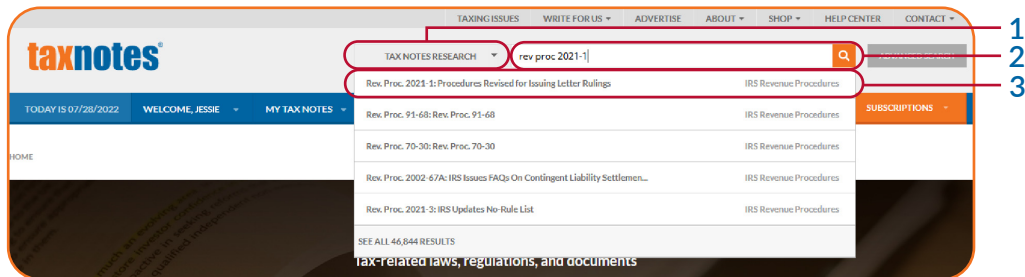 TAXING ISSUES WRITE FOR US ADVERTISE ABOUT SHOP HELP CENTER CONTACT
1
taxnotes®
TAX NOTES RESEARCH rev proc 2021-1
2
Rev. Proc. 2021-1: Procedures Revised for Issuing Letter Rulings IRS Revenue Procedures
3
TODAY IS 07/28/2022 WELCOME, JESSIE MY TAX NOTES SUBSCRIPTIONS
Rev. Proc. 91-68: Rev. Proc. 91-68 IRS Revenue Procedures
Rev. Proc. 70-30: Rev. Proc. 70-30 IRS Revenue Procedures
HOME
Rev. Proc. 2002-67A: IRS Issues FAQs On Contingent Liability Settlemen... IRS Revenue Procedures
Rev. Proc. 2021-3: IRS Updates No-Rule List IRS Revenue Procedures
SEE ALL 46,844 RESULTS
Tax-related laws, regulations, and documents